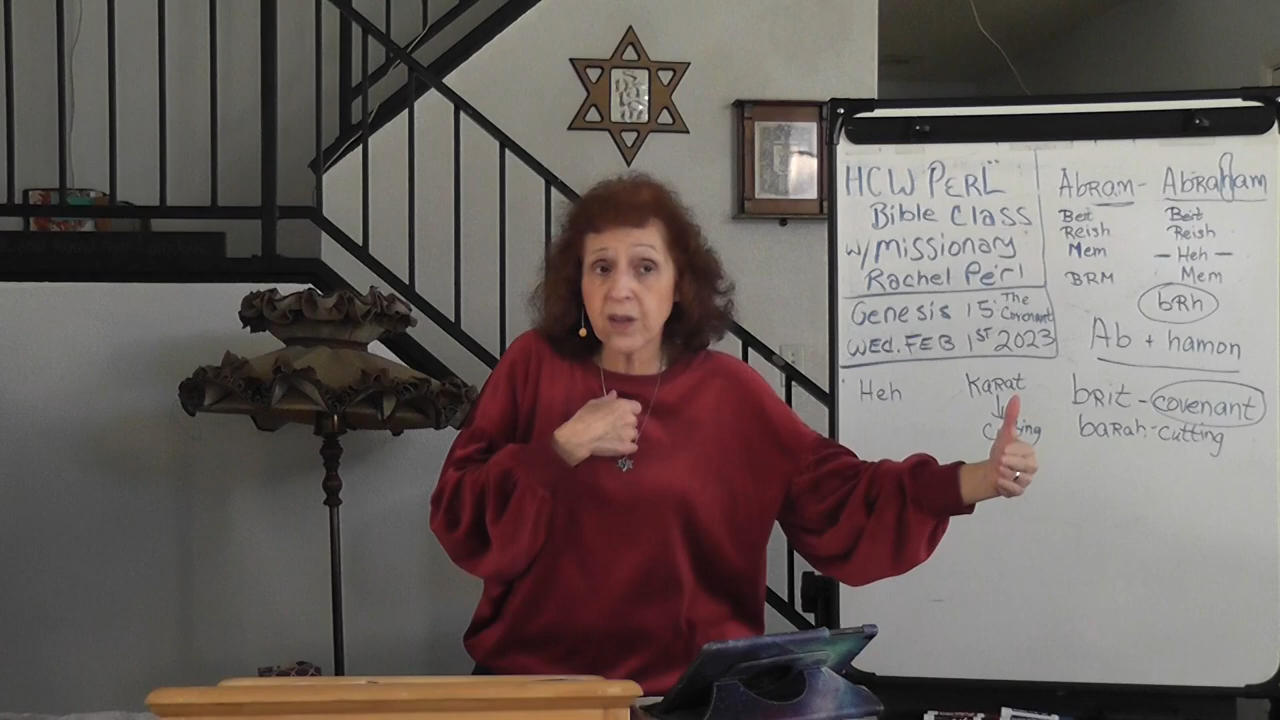 HCW PERL"
Bible Class
w/ missionary
Rachel Perl
Genesis 15 The Covenant
WED. FEB 1ST 2023
Heh
KaRat
ing
Abram - Abraham
Beit
Reish
Mem
BRM
Beit
Reish
- Heh -
Mem
bRh
Ab + hamon
bRit - covenant
baRah - cutting